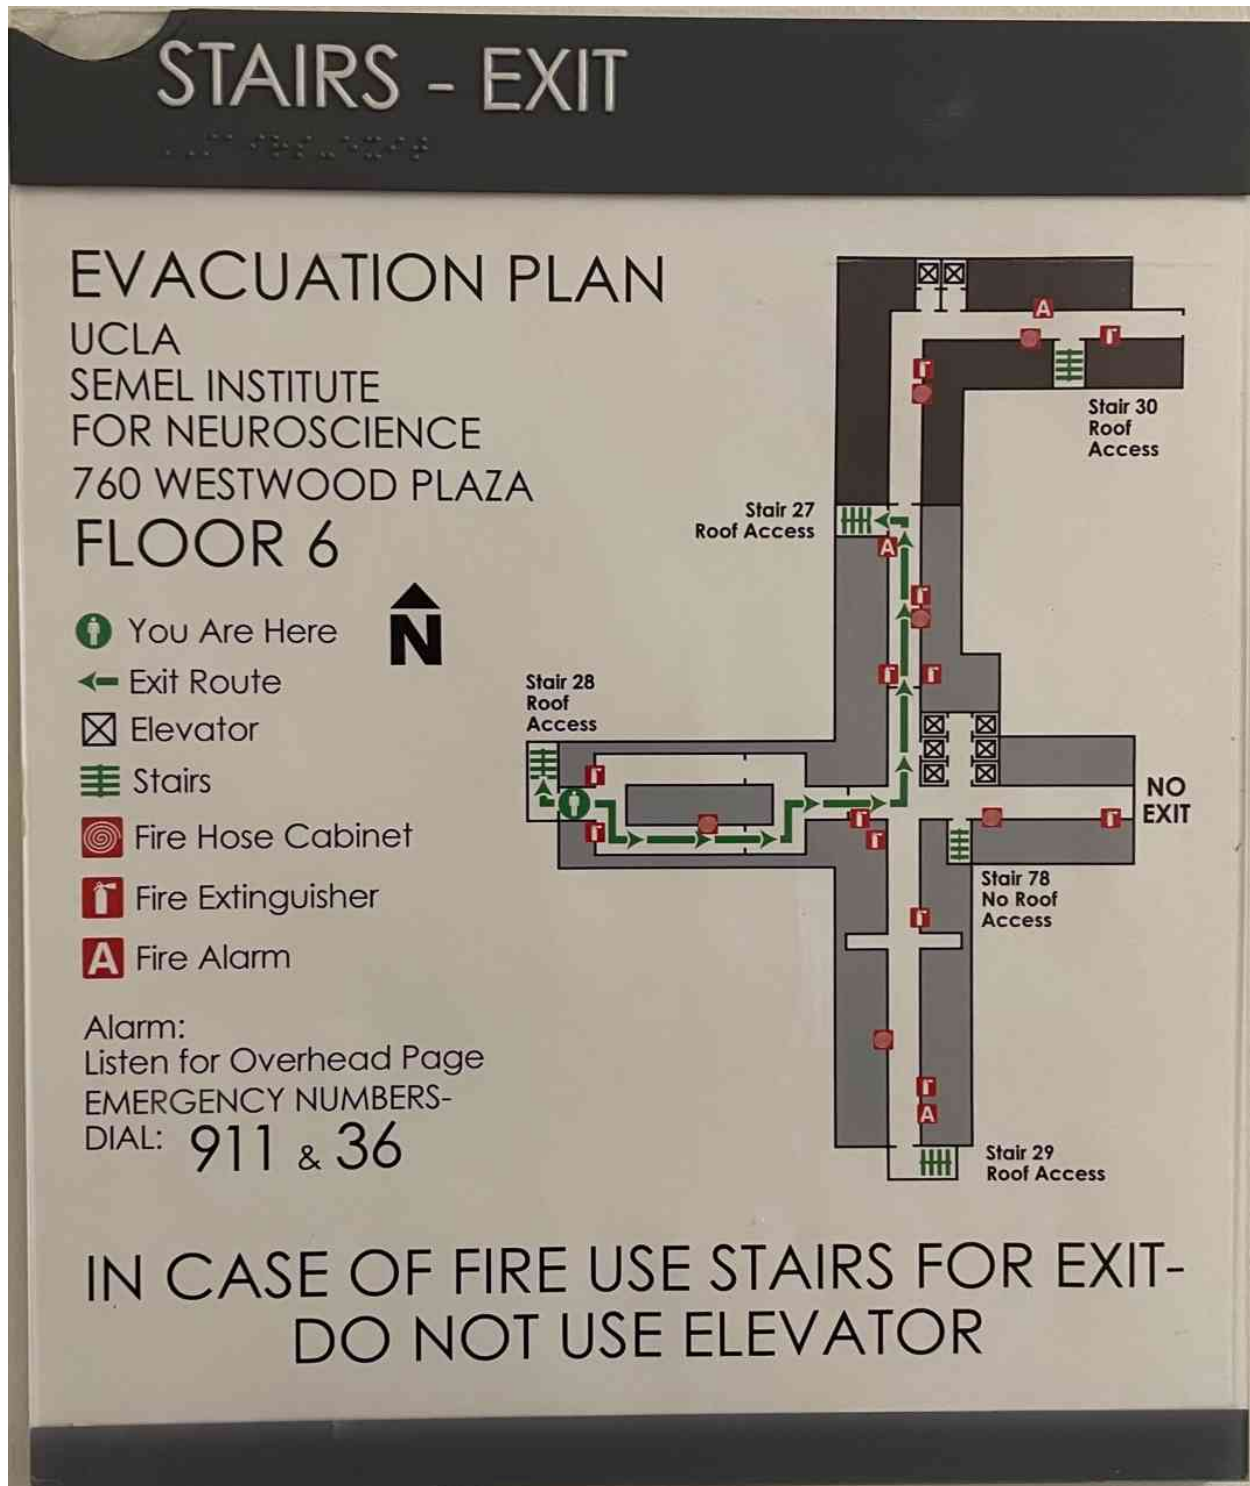 STAIRS - EXIT
EVACUATION PLAN
UCLA
SEMEL INSTITUTE
FOR NEUROSCIENCE
760 WESTWOOD PLAZA
FLOOR 6
You Are Here
N
Exit Route
Elevator
Stairs
Fire Hose Cabinet
Fire Extinguisher
A Fire Alarm
Alarm:
Listen for Overhead Page
EMERGENCY NUMBERS-
DIAL: 911 & 36
A
Stair 30
Roof
Access
Stair 27
Roof Access
A
Stair 28
Roof
Access
NO
EXIT
Stair 78
No Roof
Access
A
Stair 29
Roof Access
IN CASE OF FIRE USE STAIRS FOR EXIT-
DO NOT USE ELEVATOR